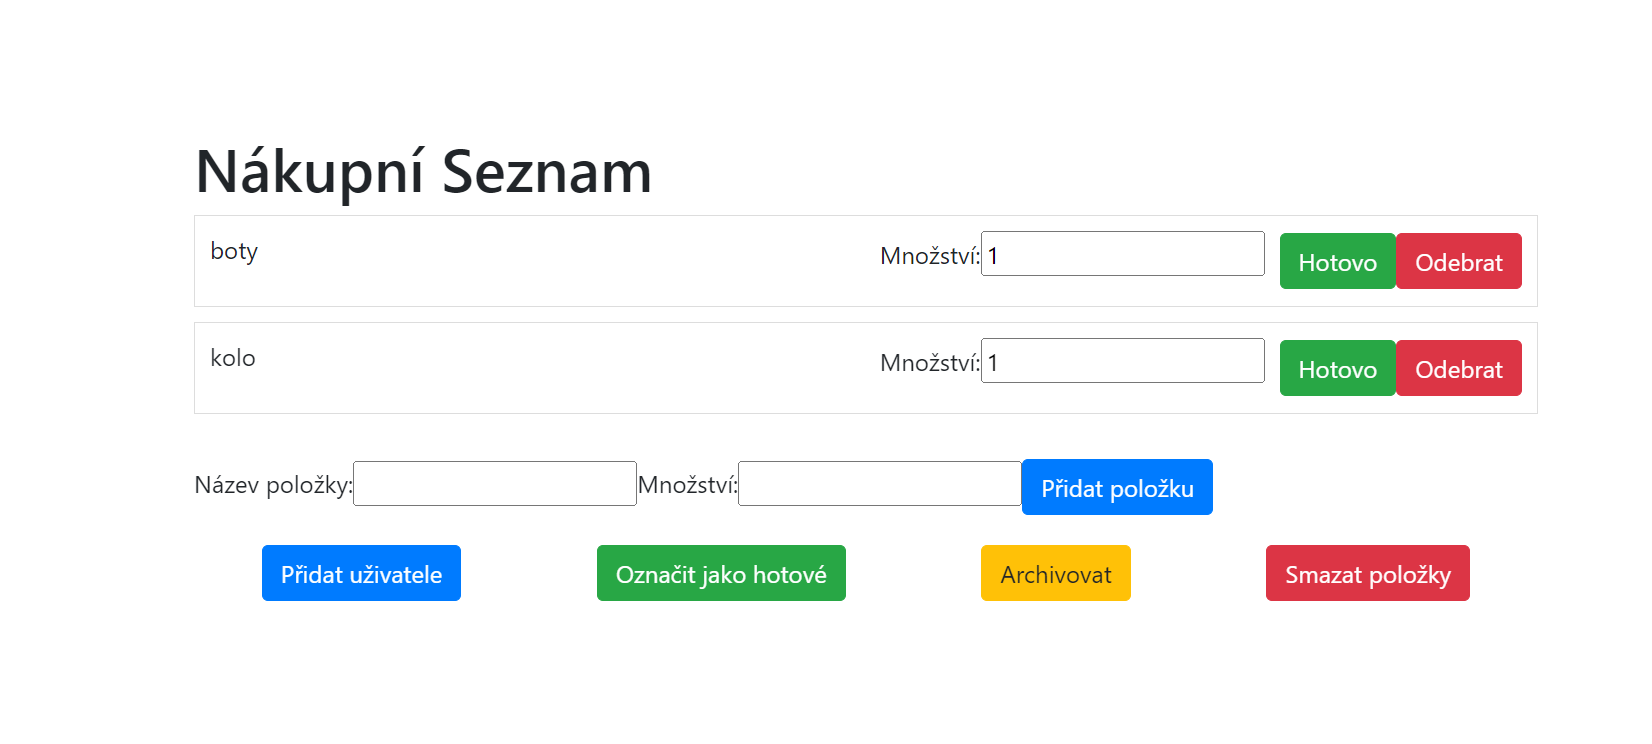 Nákupní Seznam
boty Množství: 1 Hotovo Odebrat
kolo Množství: 1 Hotovo Odebrat
Název položky: Množství: Přidat položku
Přidat uživatele Označit jako hotové Archivovat Smazat položky